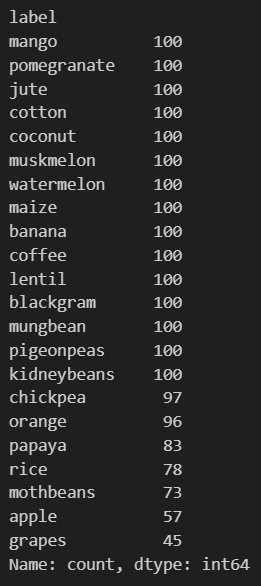 label
mango 100
pomegranate 100
jute 100
cotton 100
coconut 100
muskmelon 100
watermelon 100
maize 100
banana 100
coffee 100
lentil 100
blackgram 100
mungbean 100
pigeonpeas 100
kidneybeans 100
chickpea 97
orange 96
papaya 83
rice 78
mothbeans 73
apple 57
grapes 45
Name: count, dtype: int64